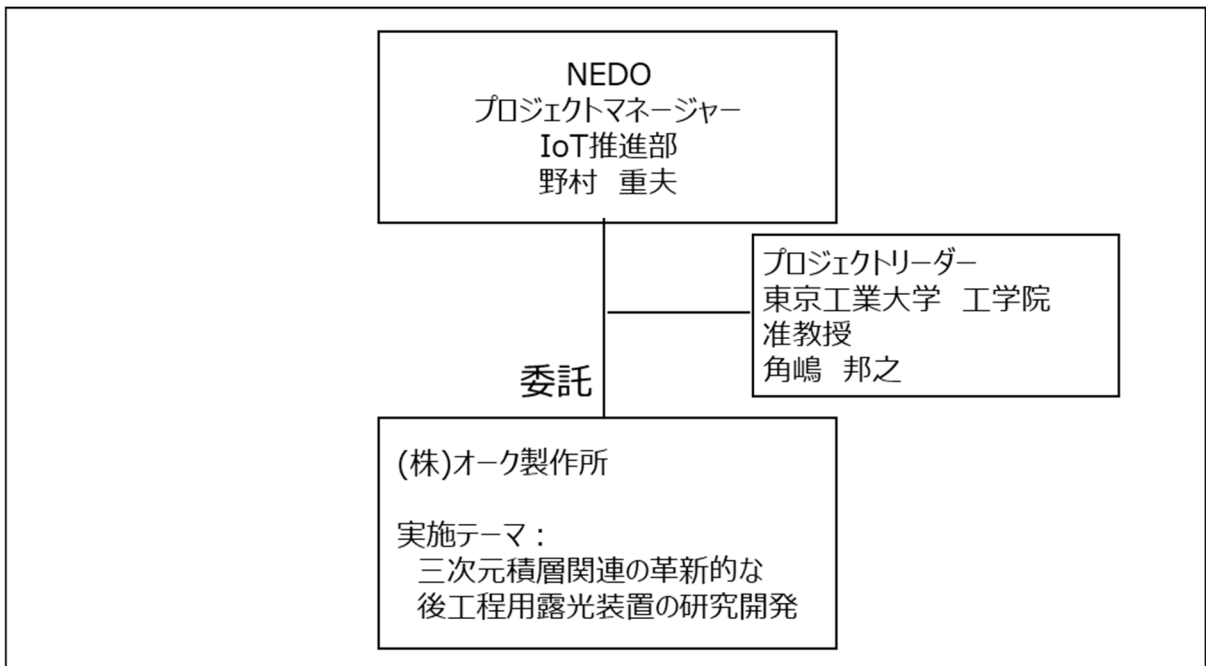 NEDO
プロジェクトマネージャー
IoT推進部
野村　重夫
プロジェクトリーダー
東京工業大学　工学院
准教授
角嶋　邦之
委託
(株)オーク製作所
実施テーマ：
三次元積層関連の革新的な
後工程用露光装置の研究開発